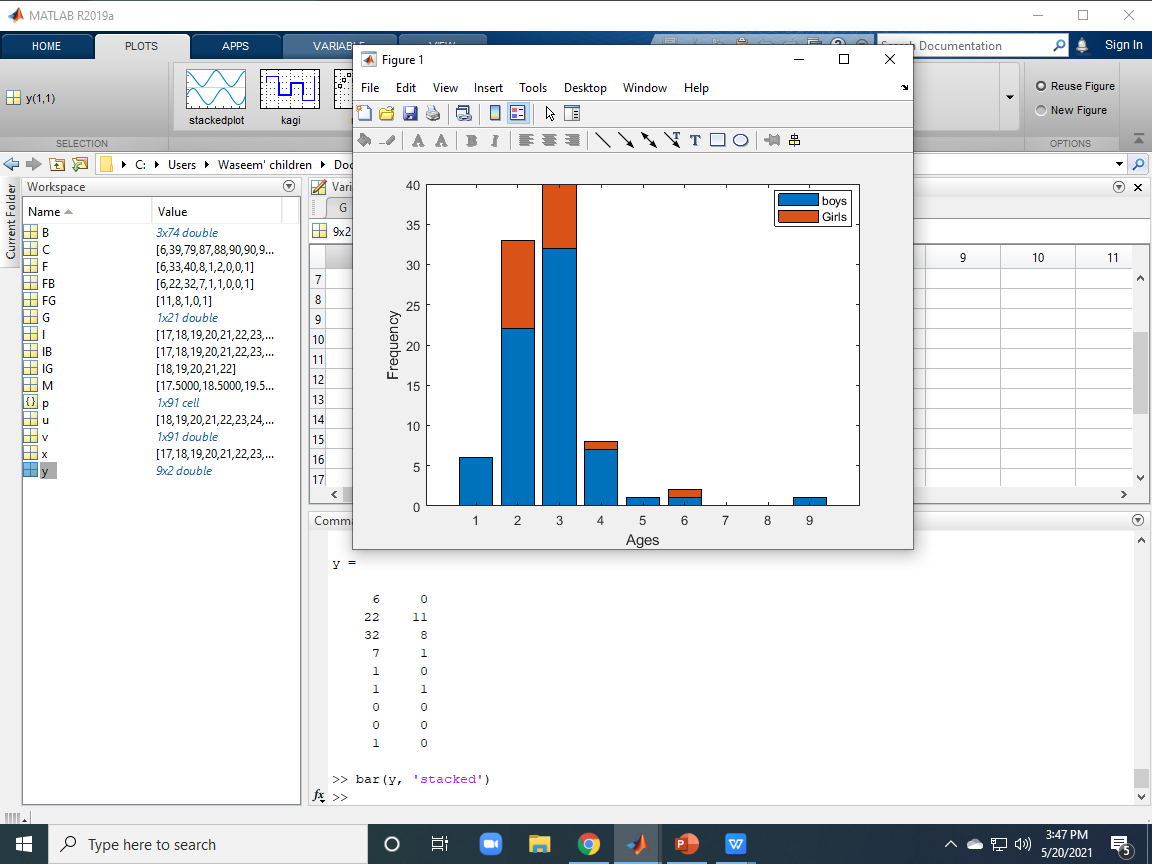 MATLAB R2019a
HOME PLOTS APPS VARIABL VIEW
Search Documentation
Sign In
y(1,1)
stackedplot kagi
Reuse Figure
New Figure
SELECTION
OPTIONS
C: Users Waseem' children Doc
Current Folder
Workspace
Name Value
B 3x74 double
C [6,39,79,87,88,90,90,9...
F [6,33,40,8,1,2,0,0,1]
FB [6,22,32,7,1,1,0,0,1]
FG [11,8,1,0,1]
G 1x21 double
I [17,18,19,20,21,22,23,...
IB [17,18,19,20,21,22,23,...
IG [18,19,20,21,22]
M [17.5000,18.5000,19.5...
p 1x91 cell
u [18,19,20,21,22,23,24,...
v 1x91 double
x [17,18,19,20,21,22,23,...
y 9x2 double
Vari
G
9x2
9 10 11
7
8
9
10
11
12
13
14
15
16
17
Figure 1
File Edit View Insert Tools Desktop Window Help
boys
Girls
40
35
30
25
20
15
10
5
0
Frequency
1 2 3 4 5 6 7 8 9
Ages
Comma
y =
6 0
22 11
32 8
7 1
1 0
1 1
0 0
0 0
1 0
>> bar(y, 'stacked')
fx >>
Type here to search
3:47 PM
5/20/2021
5